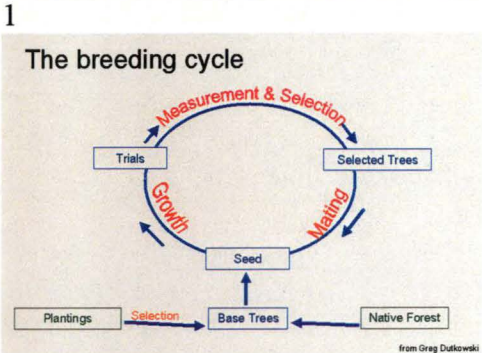 1
The breeding cycle
Measurement & Selection
Trials
Selected Trees
Growth
Mating
Seed
Plantings
Selection
Base Trees
Native Forest
from Greg Dutkowski